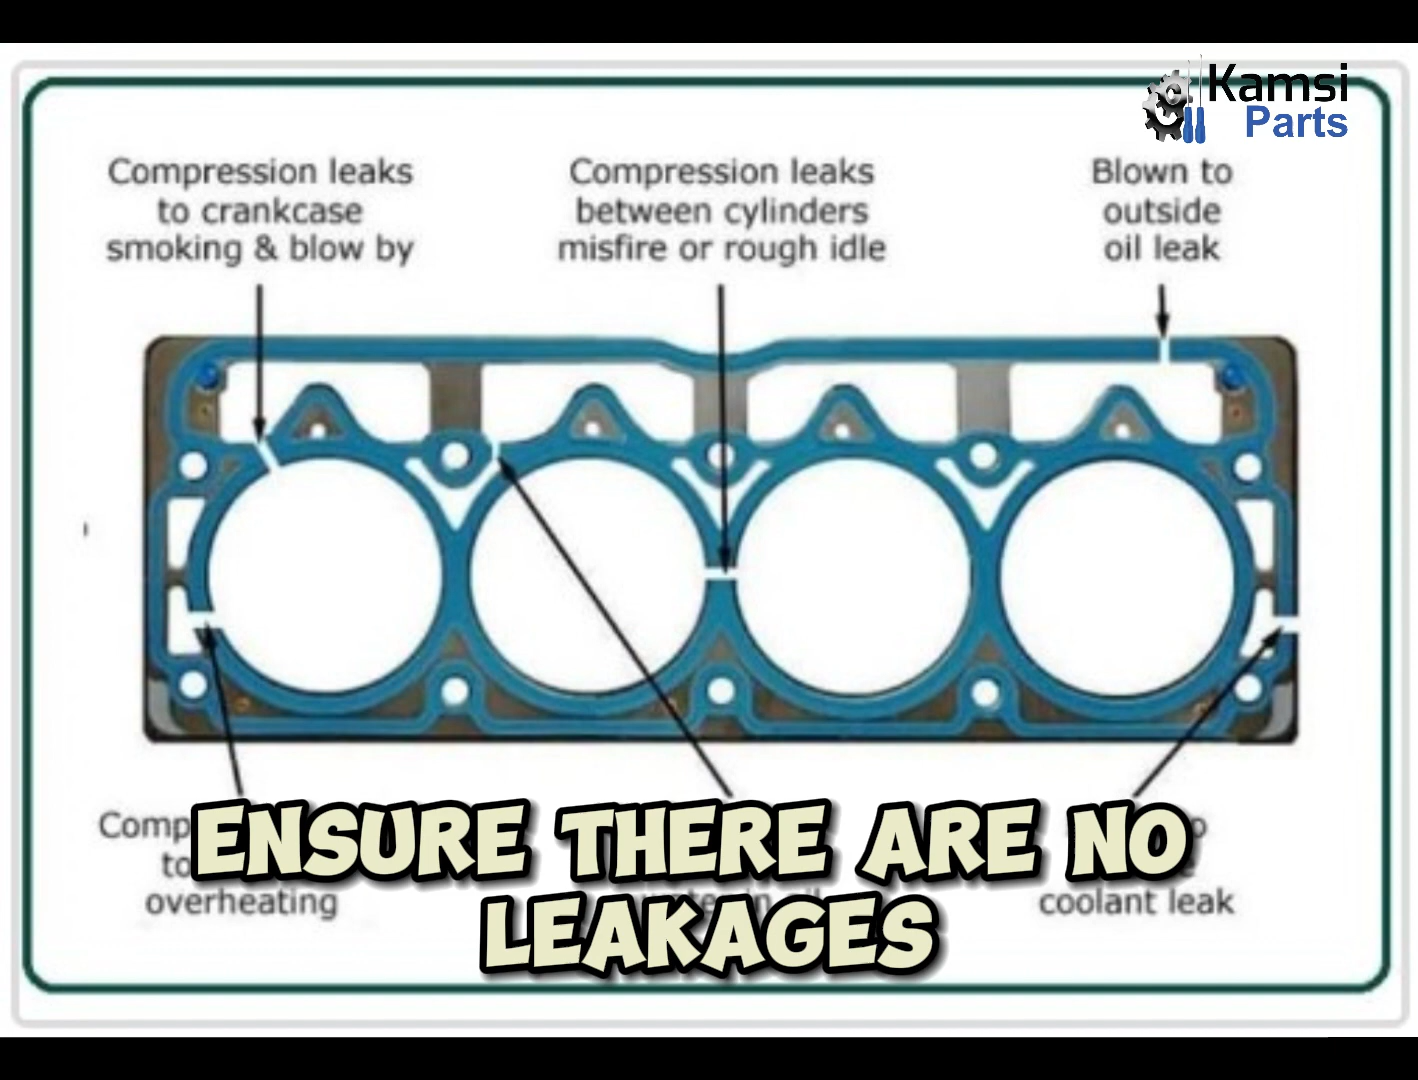 Kamsi
Parts
Compression leaks
to crankcase
smoking & blow by
Compression leaks
between cylinders
misfire or rough idle
Blown to
outside
oil leak
to
overheating
coolant leak
ENSURE THERE ARE NO
LEAKAGES